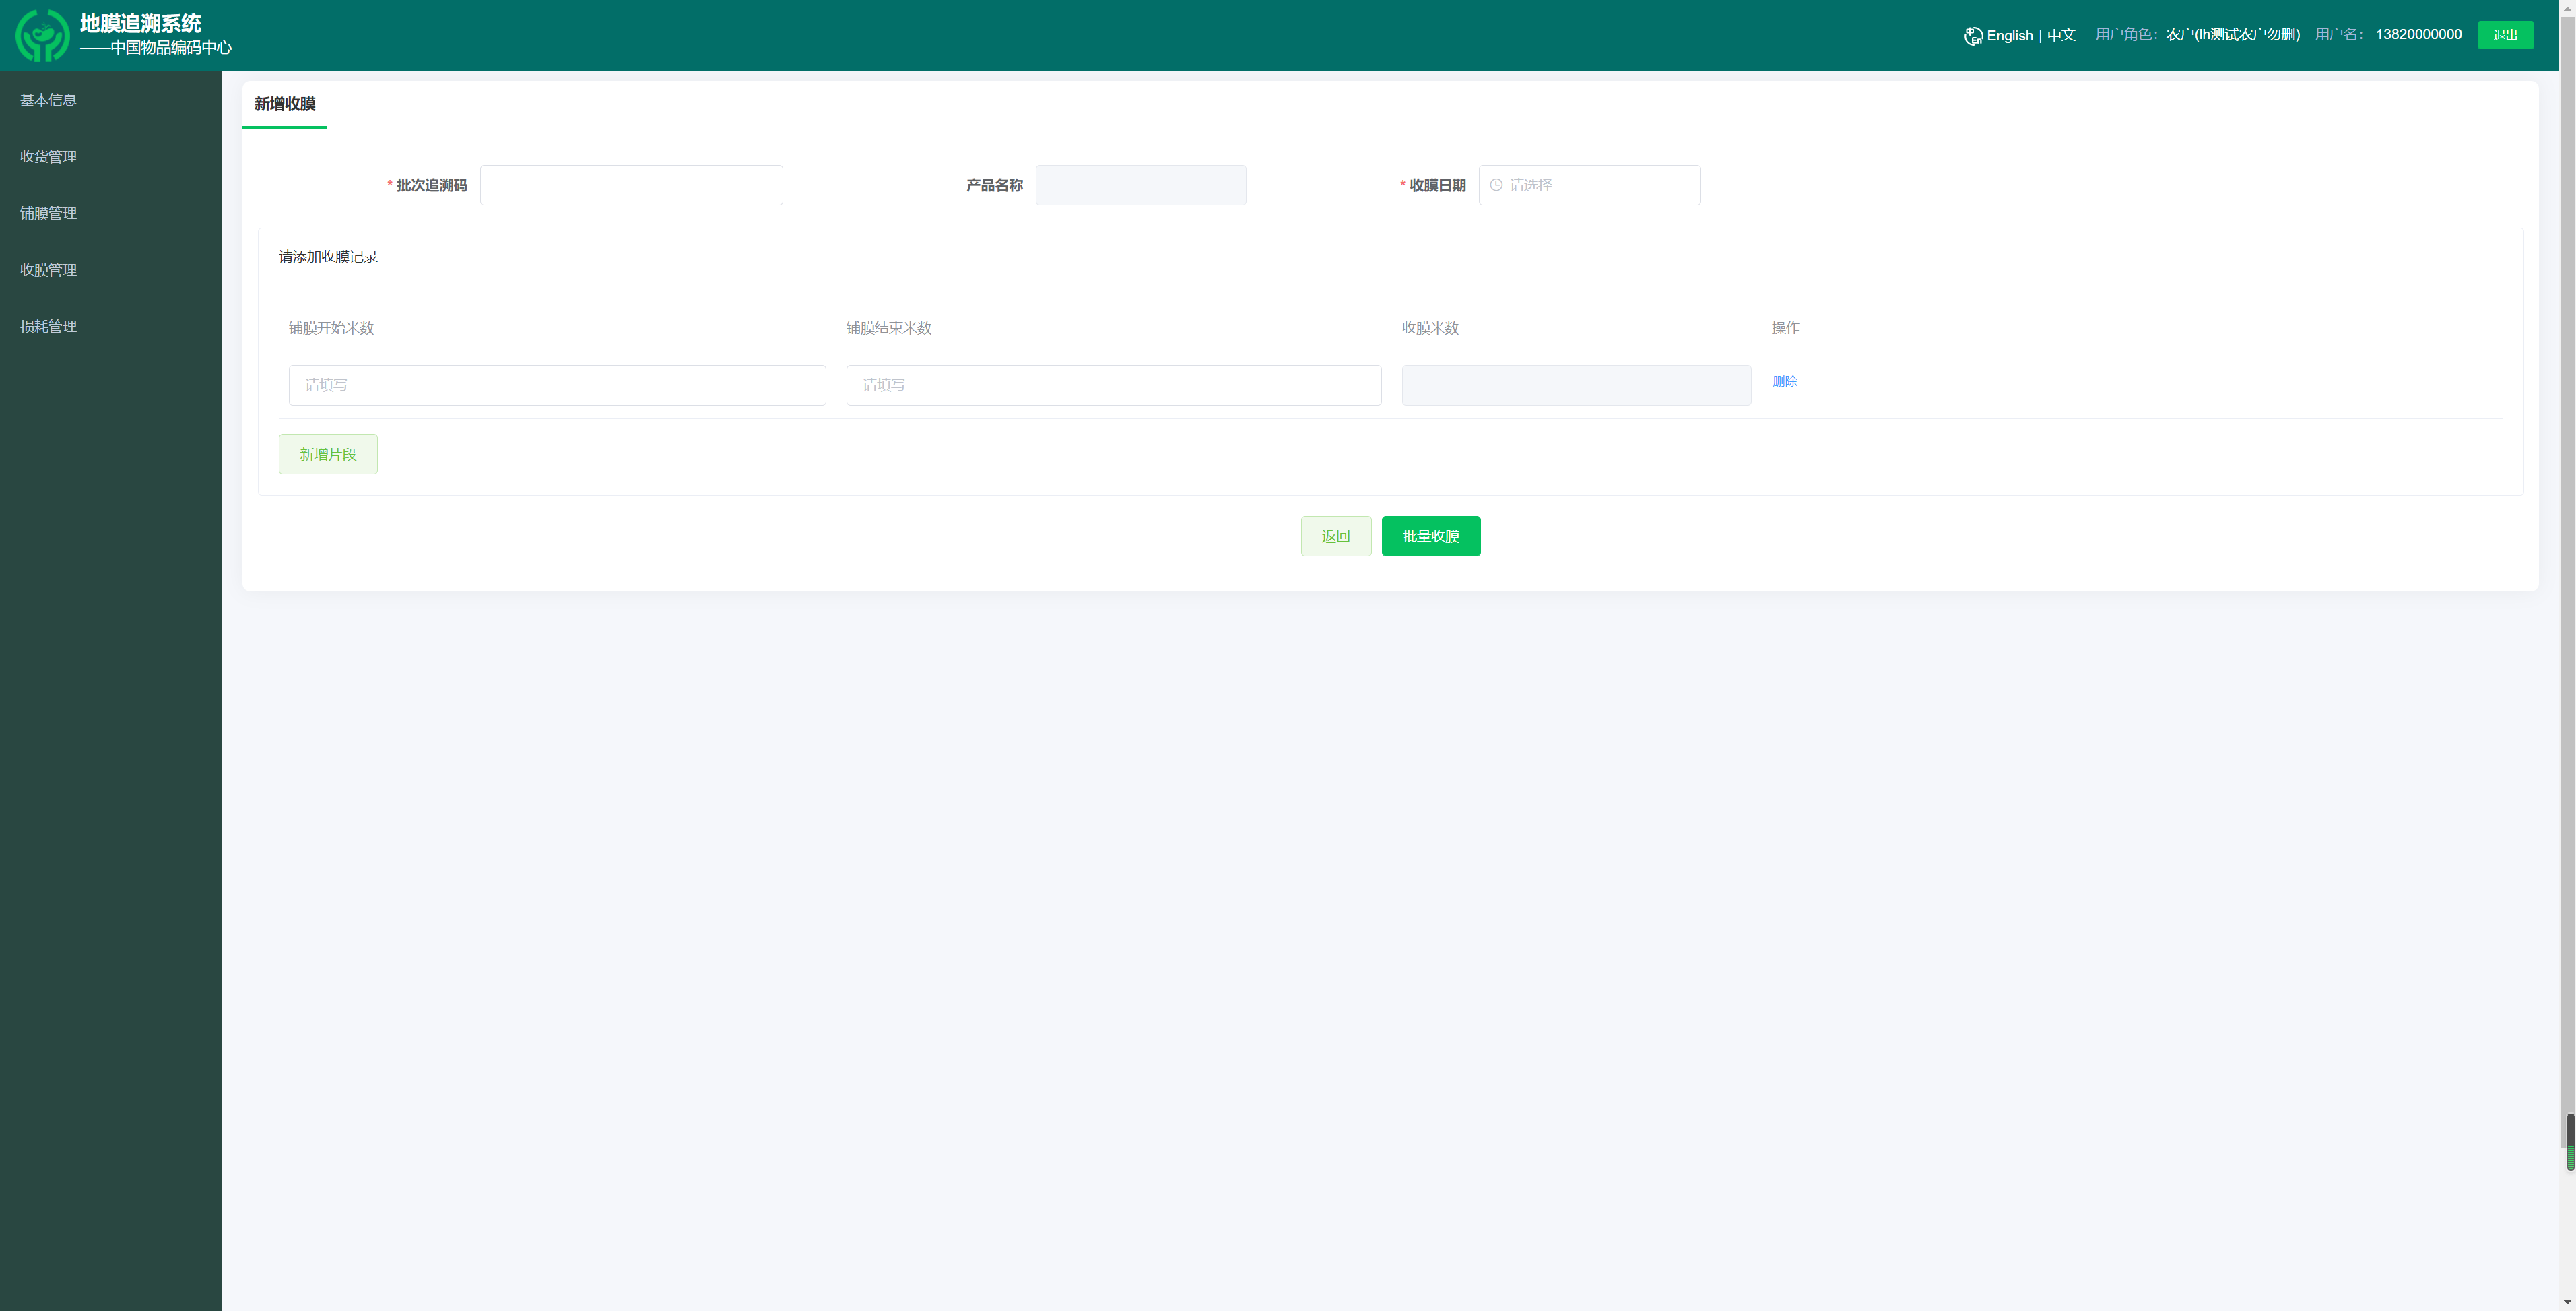 地膜追溯系统
——中国物品编码中心
English | 中文 用户角色： 农户(lh测试农户勿删) 用户名： 13820000000 退出
基本信息
收货管理
铺膜管理
收膜管理
损耗管理
新增收膜
* 批次追溯码 产品名称 * 收膜日期 请选择
请添加收膜记录
铺膜开始米数 铺膜结束米数 收膜米数 操作
请填写 请填写 删除
新增片段
返回 批量收膜